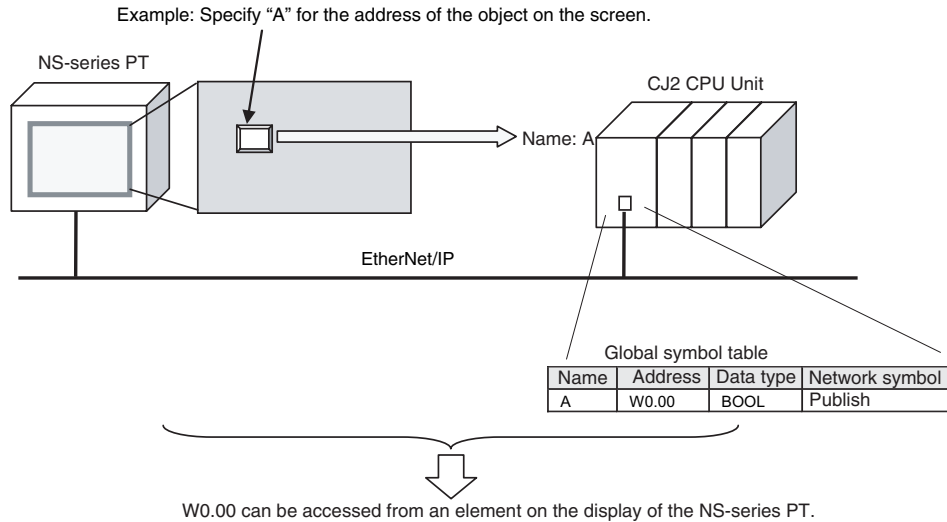 Example: Specify “A” for the address of the object on the screen.
NS-series PT
CJ2 CPU Unit
Name: A
EtherNet/IP
Global symbol table
Name Address Data type Network symbol
A W0.00 BOOL Publish
W0.00 can be accessed from an element on the display of the NS-series PT.